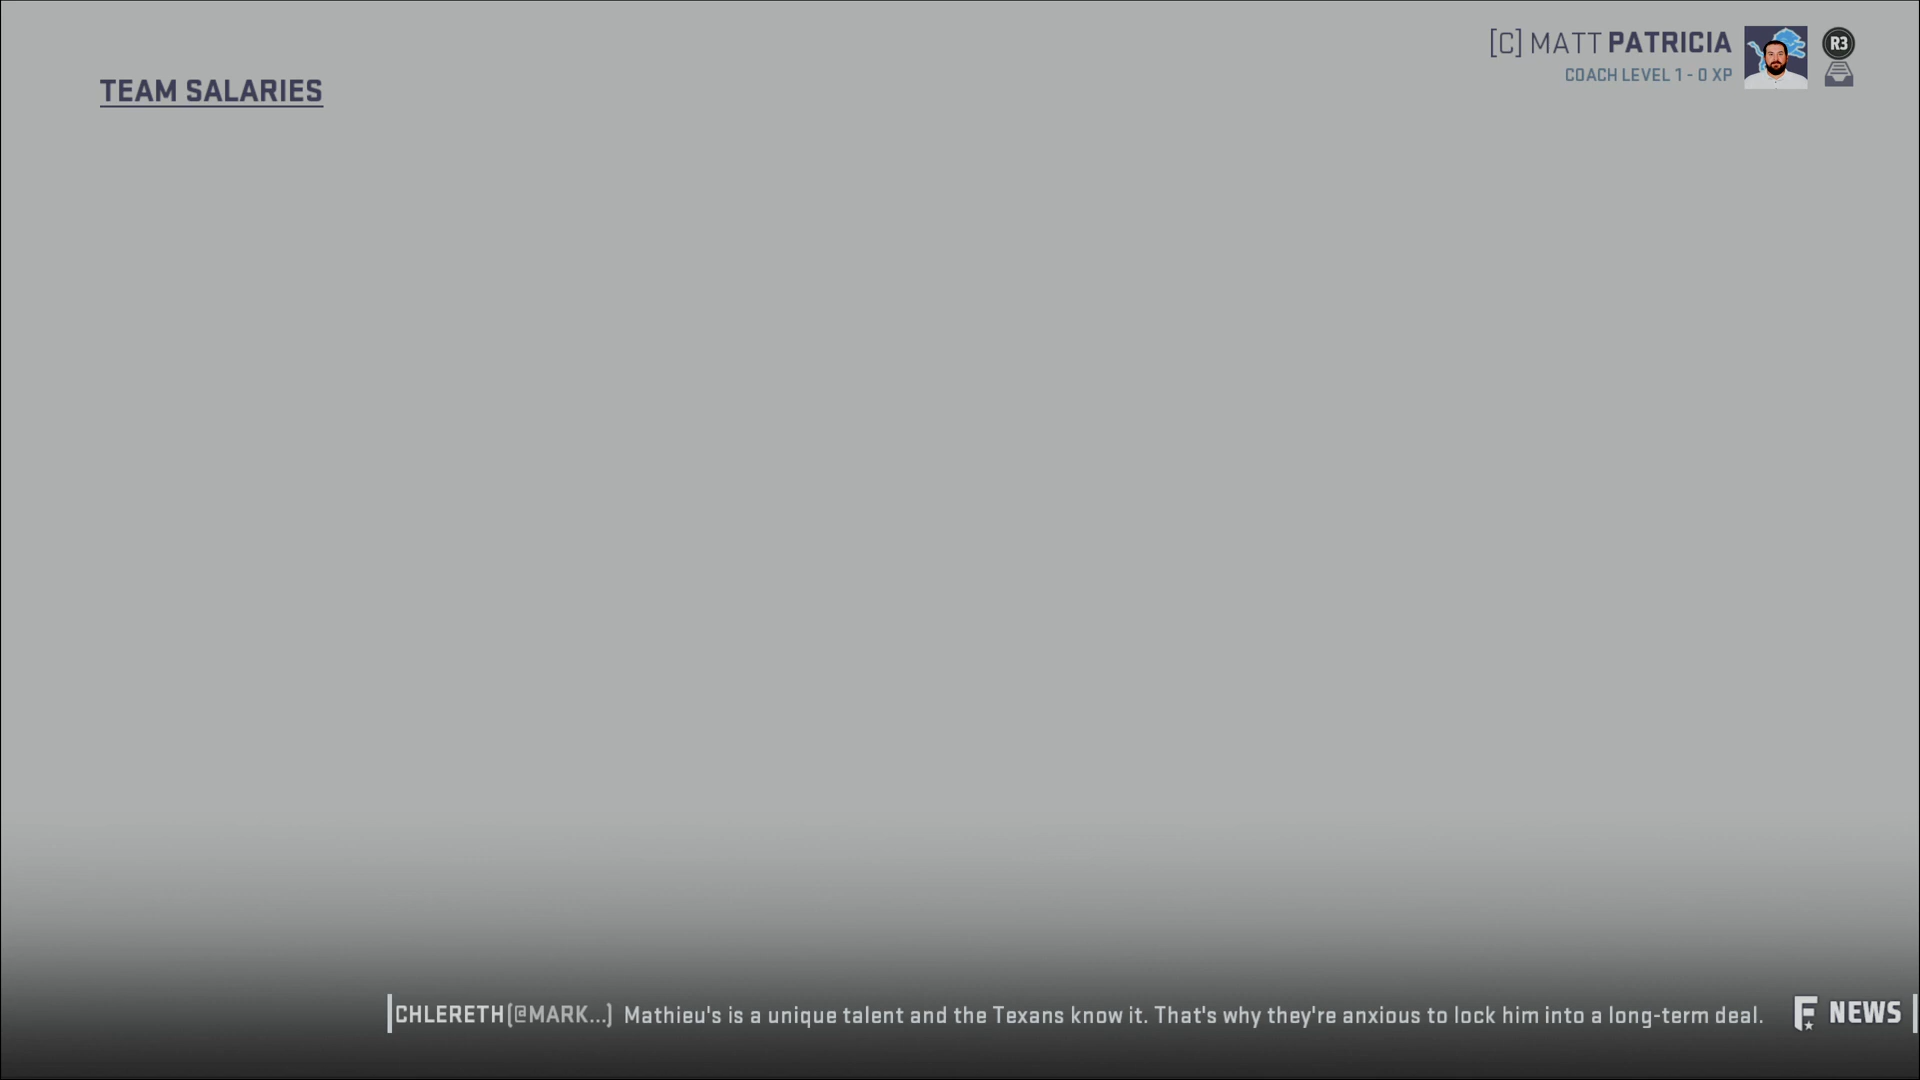 [C] MATT PATRICIA
R3
COACH LEVEL 1 - 0 XP
TEAM SALARIES
CHLERETH(@MARK...) Mathieu's is a unique talent and the Texans know it. That's why they're anxious to lock him into a long-term deal.
F NEWS